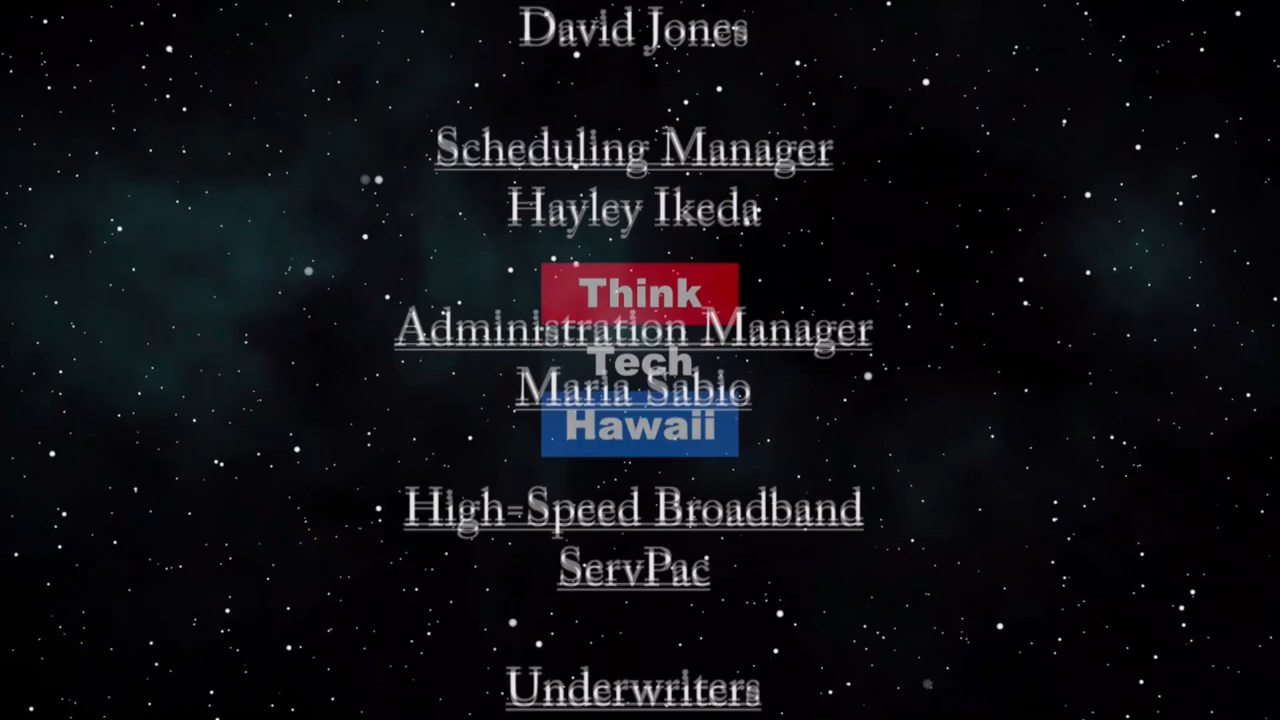 David Jones
Scheduling Manager
Hayley Ikeda
Think
Administration Manager
Tech
Maria Sabio
Hawaii
High-Speed Broadband
ServPac
Underwriters